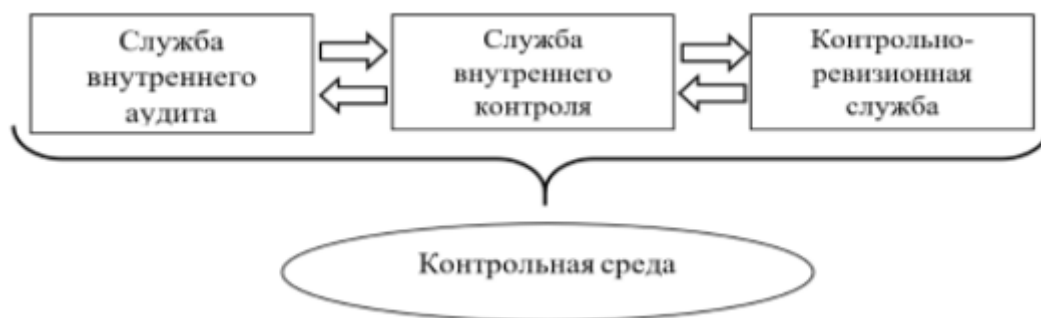 Служба
внутреннего
аудита
Служба
внутреннего
контроля
Контрольно-
ревизионная
служба
Контрольная среда